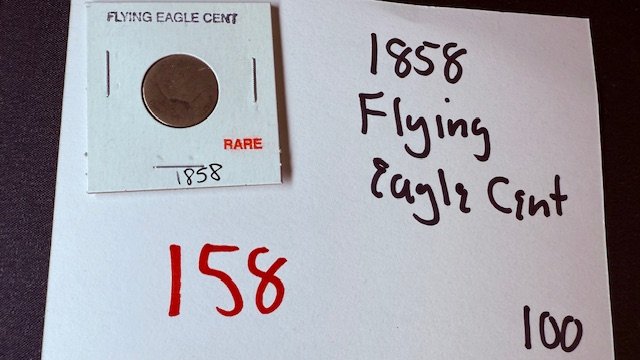 FLYING EAGLE CENT
RARE
1858
1858
Flying
Eagle Cent
158
100